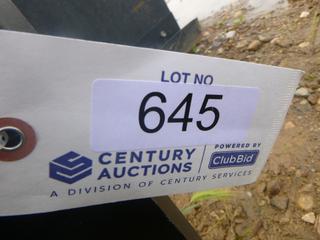 LOT NO
645
CENTURY
AUCTIONS
POWERED BY
ClubBid
A DIVISION OF CENTURY SERVICES